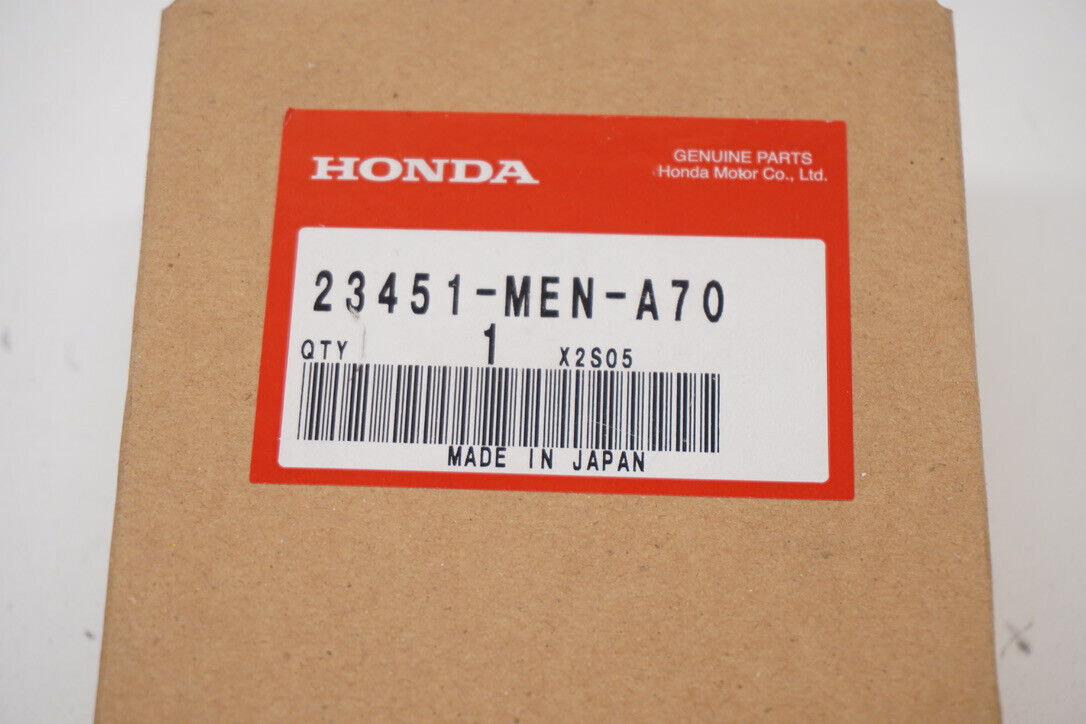 HONDA
GENUINE PARTS
Honda Motor Co., Ltd.
23451-MEN-A70
QTY 1 X2S05
MADE IN JAPAN